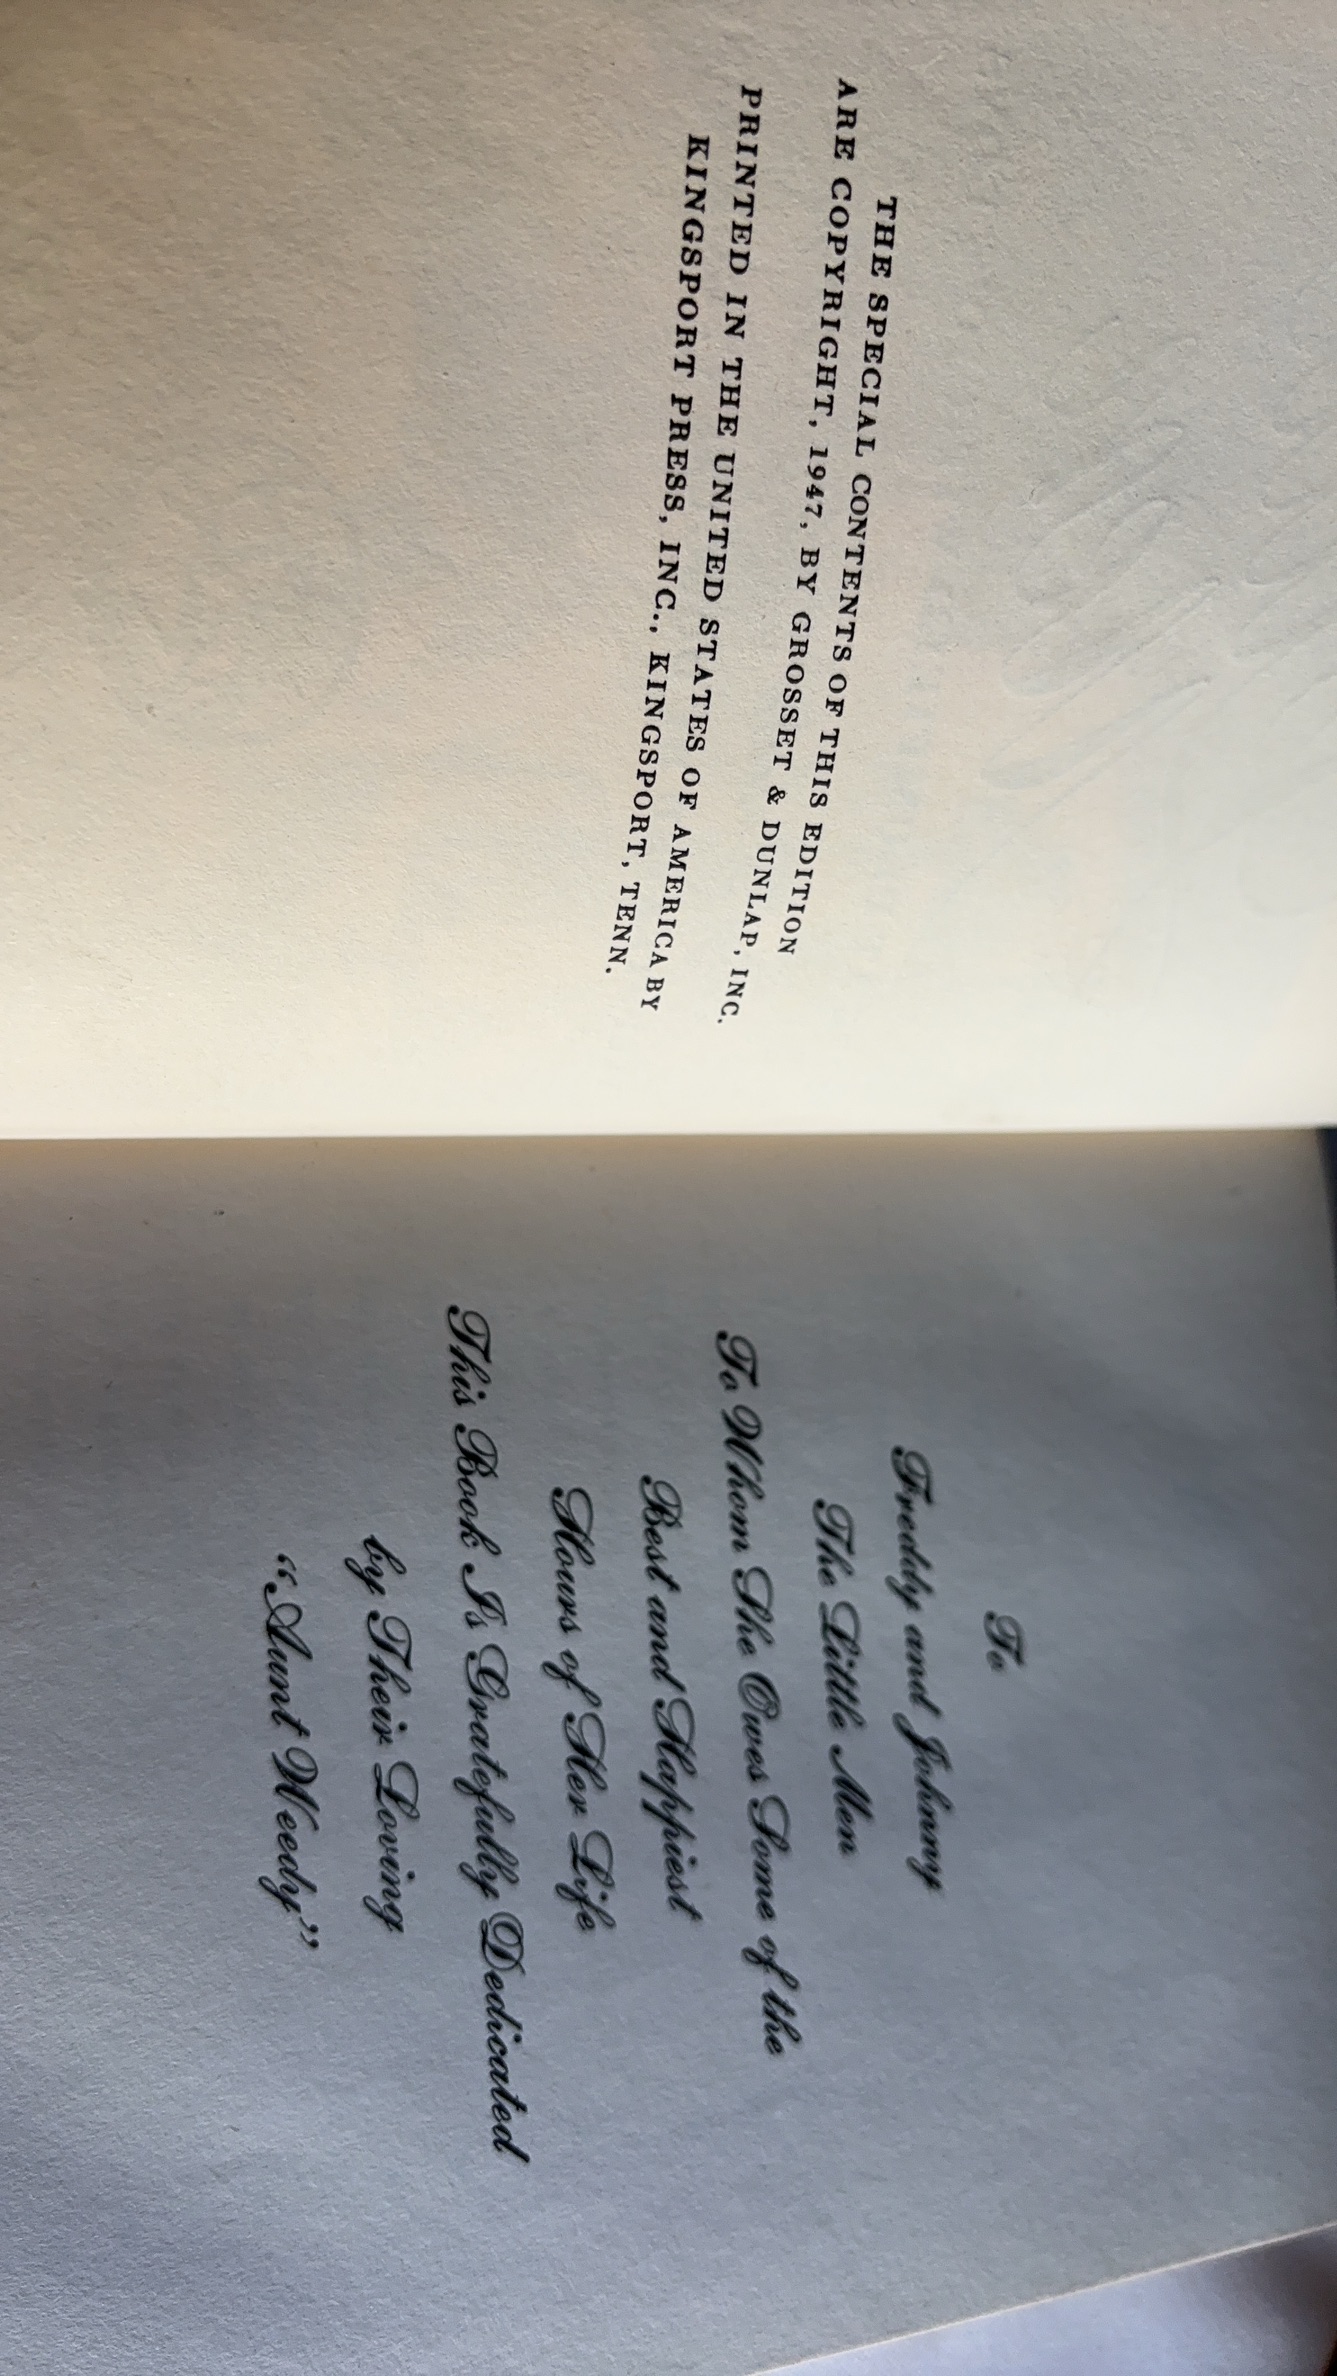 THE SPECIAL CONTENTS OF THIS EDITION
ARE COPYRIGHT, 1947, BY GROSSET & DUNLAP, INC.
PRINTED IN THE UNITED STATES OF AMERICA BY
KINGSPORT PRESS, INC., KINGSPORT, TENN.
To
Freddy and Johnny
The Little Men
To Whom She Owes Some of the
Best and Happiest
Hours of Her Life
This Book Is Gratefully Dedicated
by Their Loving
“Aunt Weedy”